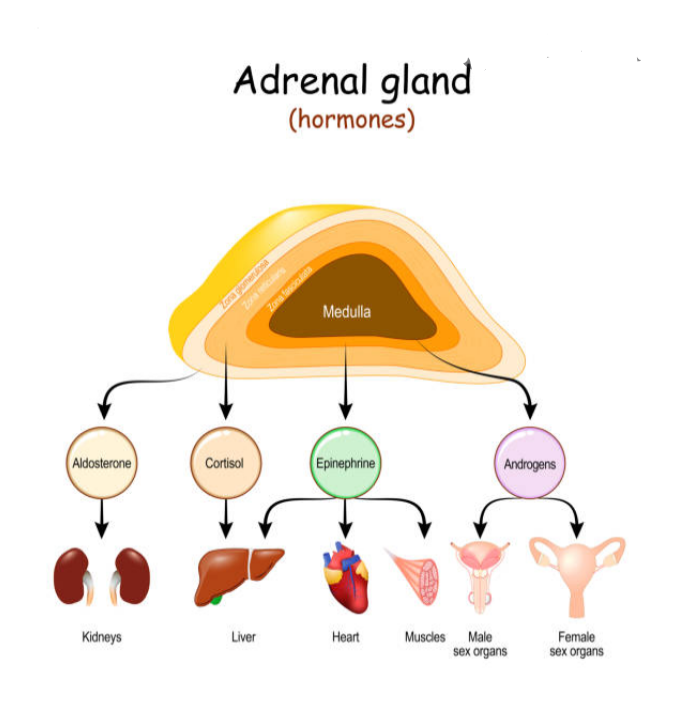 Adrenal gland
(hormones)
Zona glomerulosa
Zona reticularis
Zona fasciculata
Medulla
Aldosterone
Cortisol
Epinephrine
Androgens
Kidneys
Liver
Heart
Muscles
Male
sex organs
Female
sex organs